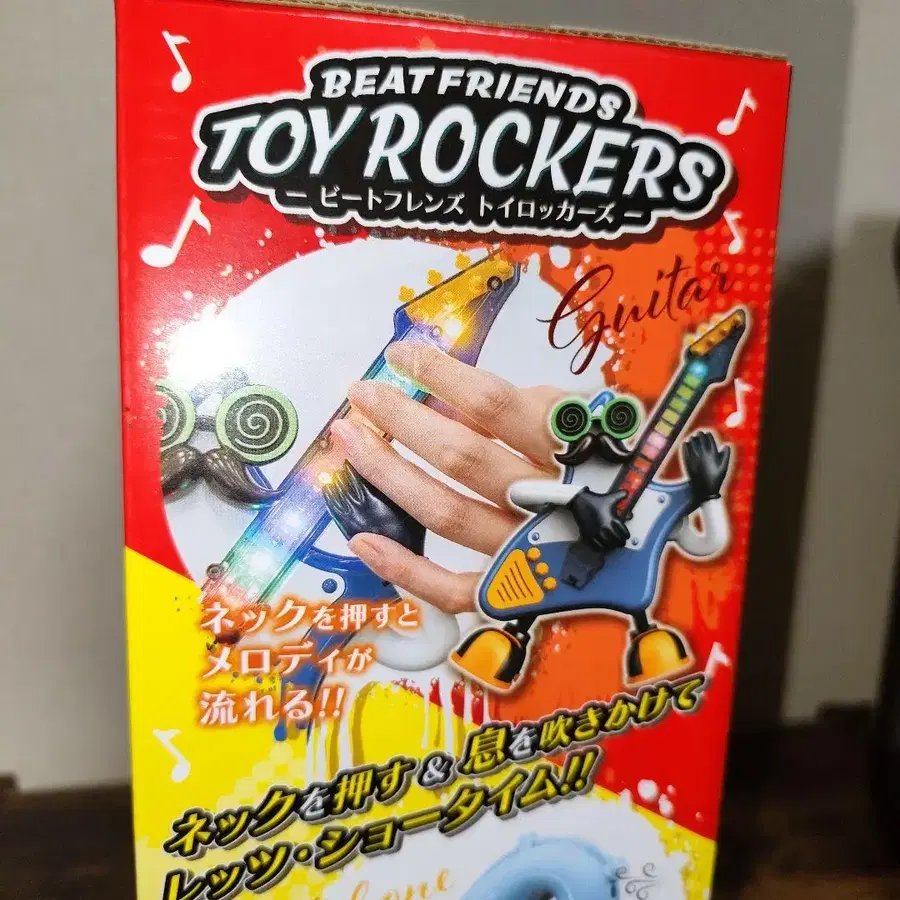 BEAT FRIENDS
TOY ROCKERS
ー ビートフレンズ トイロッカーズ ー
Guitar
ネックを押すと
メロディが
流れる!!
ネックを押す & 息を吹きかけて
レッツ・ショータイム!!